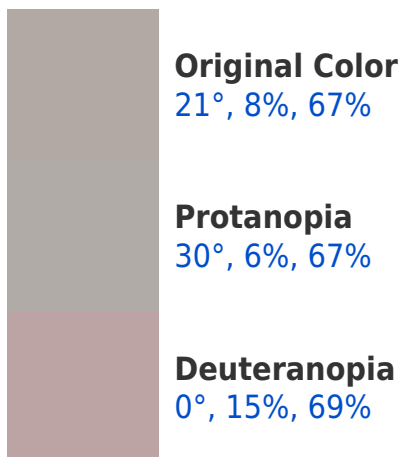 Original Color
21°, 8%, 67%
Protanopia
30°, 6%, 67%
Deuteranopia
0°, 15%, 69%